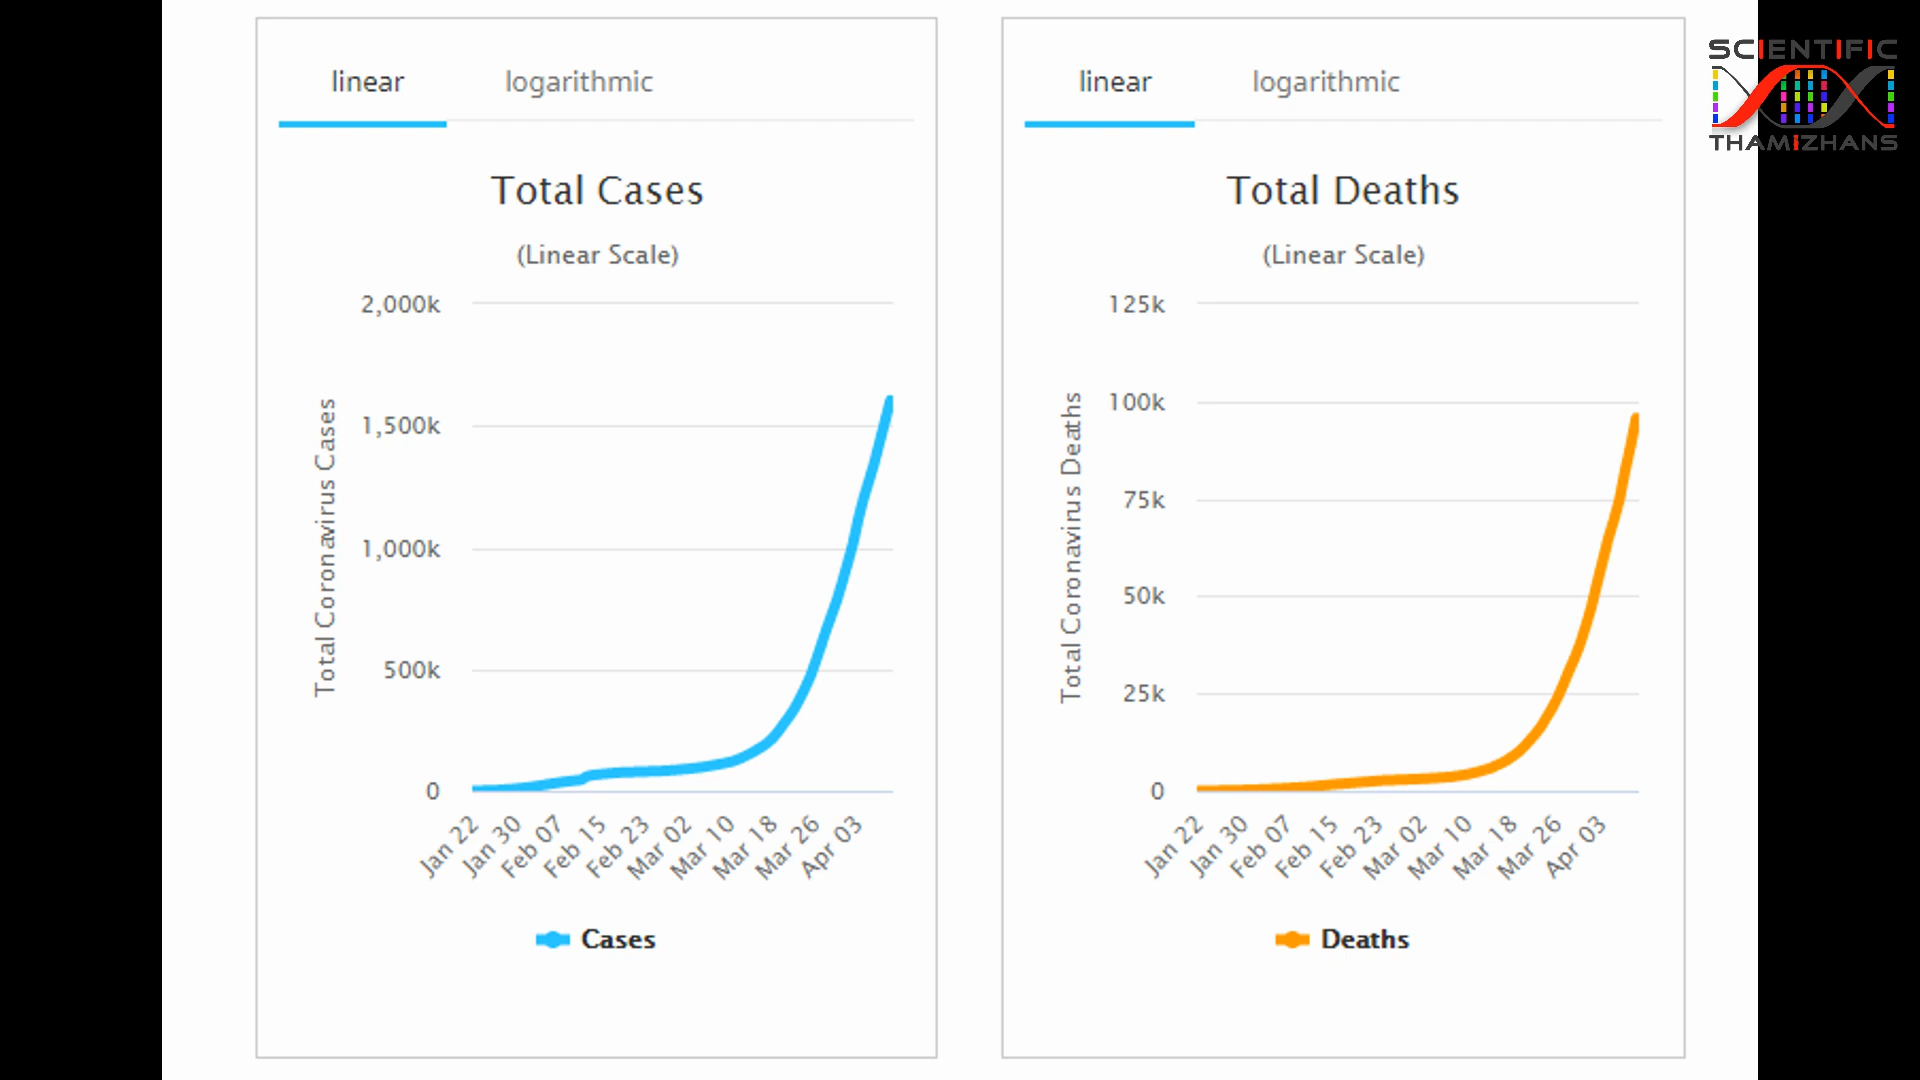 linear logarithmic
Total Cases
(Linear Scale)
Total Coronavirus Cases
2,000k
1,500k
1,000k
500k
0
Jan 22
Jan 30
Feb 07
Feb 15
Feb 23
Mar 02
Mar 10
Mar 18
Mar 26
Apr 03
Cases
linear logarithmic
Total Deaths
(Linear Scale)
Total Coronavirus Deaths
125k
100k
75k
50k
25k
0
Jan 22
Jan 30
Feb 07
Feb 15
Feb 23
Mar 02
Mar 10
Mar 18
Mar 26
Apr 03
Deaths
SCIENTIFIC
THAMIZHANS